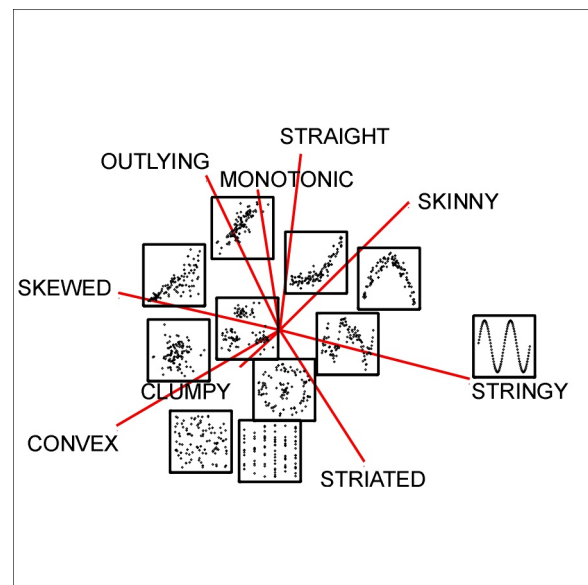 STRAIGHT
OUTLYING
MONOTONIC
SKINNY
SKEWED
CLUMPY
STRINGY
CONVEX
STRIATED